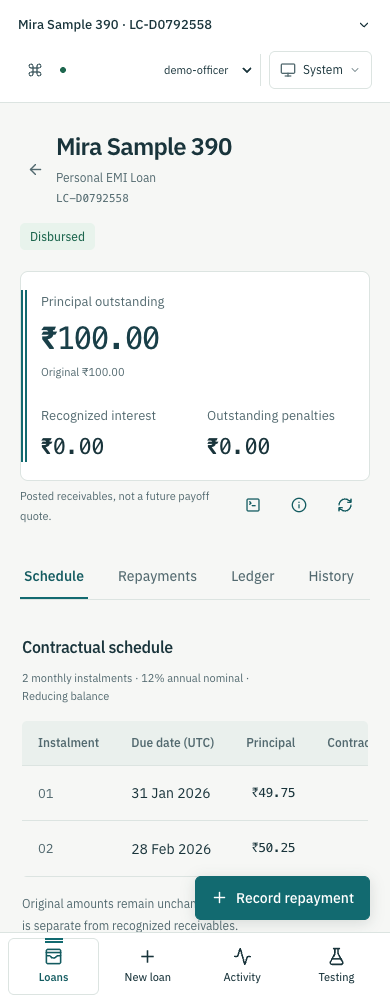 Mira Sample 390 · LC-D0792558
demo-officer
System
Mira Sample 390
Personal EMI Loan
LC–D0792558
Disbursed
Principal outstanding
₹100.00
Original ₹100.00
Recognized interest
Outstanding penalties
₹0.00
₹0.00
Posted receivables, not a future payoff
quote.
Schedule
Repayments
Ledger
History
Contractual schedule
2 monthly instalments · 12% annual nominal ·
Reducing balance
Instalment
Due date (UTC)
Principal
Contrac
01
31 Jan 2026
₹49.75
02
28 Feb 2026
₹50.25
Original amounts remain
Record repayment
is separate from recognized receivables.
Loans
New loan
Activity
Testing